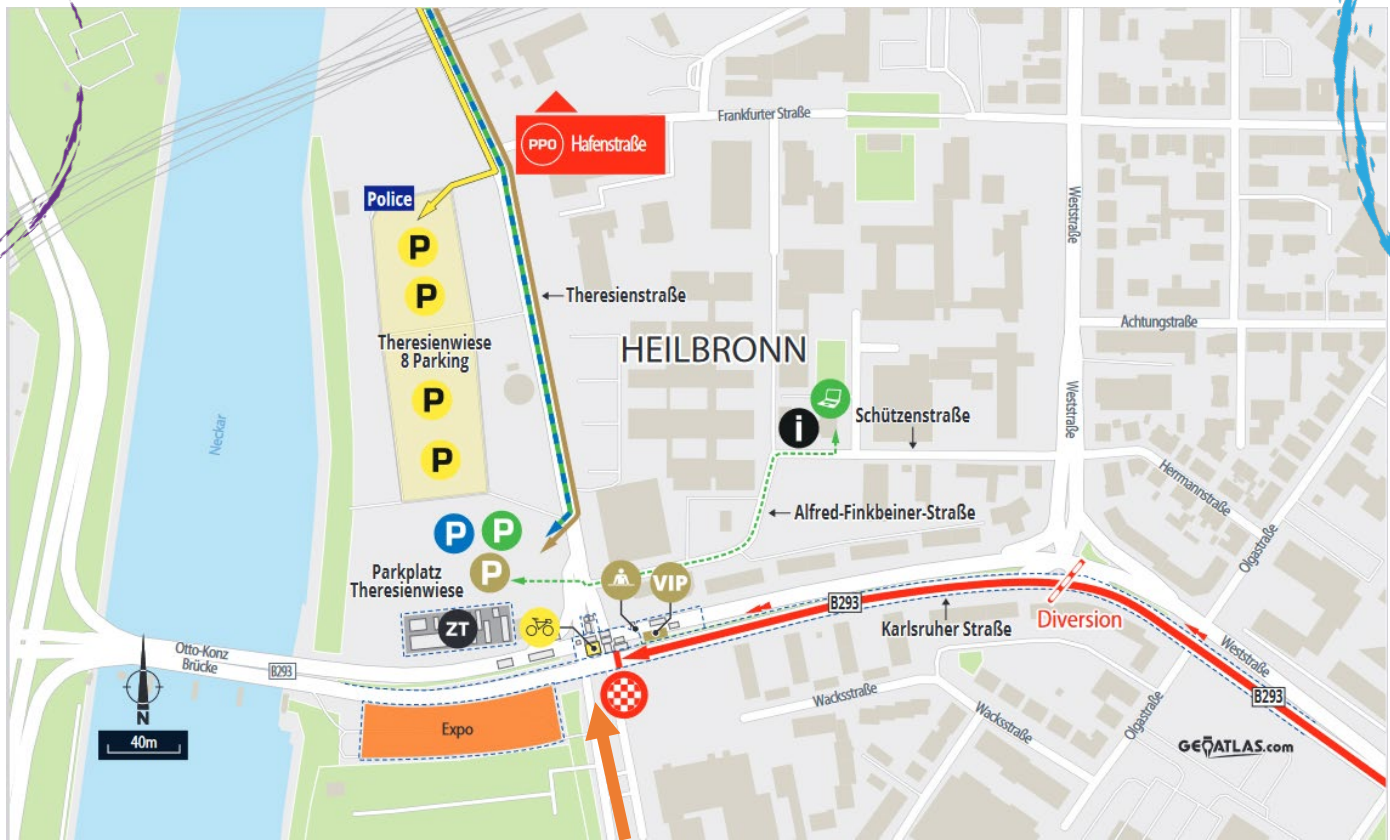 Frankfurter Straße
PPO Hafenstraße
Police
P
P
Weststraße
Theresienstraße
Achtungstraße
Theresienwiese
8 Parking
HEILBRONN
P
P
Neckar
i
Schützenstraße
Weststraße
Herrmannstraße
Olgastraße
Alfred-Finkbeiner-Straße
P
P
P
Parkplatz
Theresienwiese
VIP
B293
Diversion
Karlsruher Straße
ZT
Otto-Konz
Brücke
B293
Weststraße
B293
Wacksstraße
Wacksstraße
Olgastraße
N
40m
Expo
GEOATLAS.com